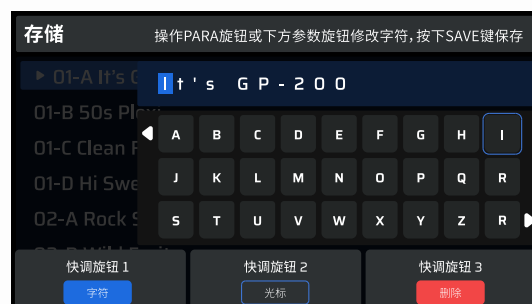 存储
操作PARA旋钮或下方参数旋钮修改字符,按下SAVE键保存
01-A It's G
It's GP-200
01-B 50s Ple
01-C Clean F
01-D Hi Swe
02-A Rock S
A B C D E F G H I
J K L M N O P Q R
S T U V W X Y Z R
快调旋钮 1
快调旋钮 2
快调旋钮 3
字符
光标
删除